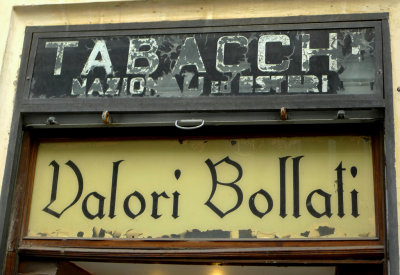 TABACCHI
NAZIONALI ED ESTERI
Valori Bollati